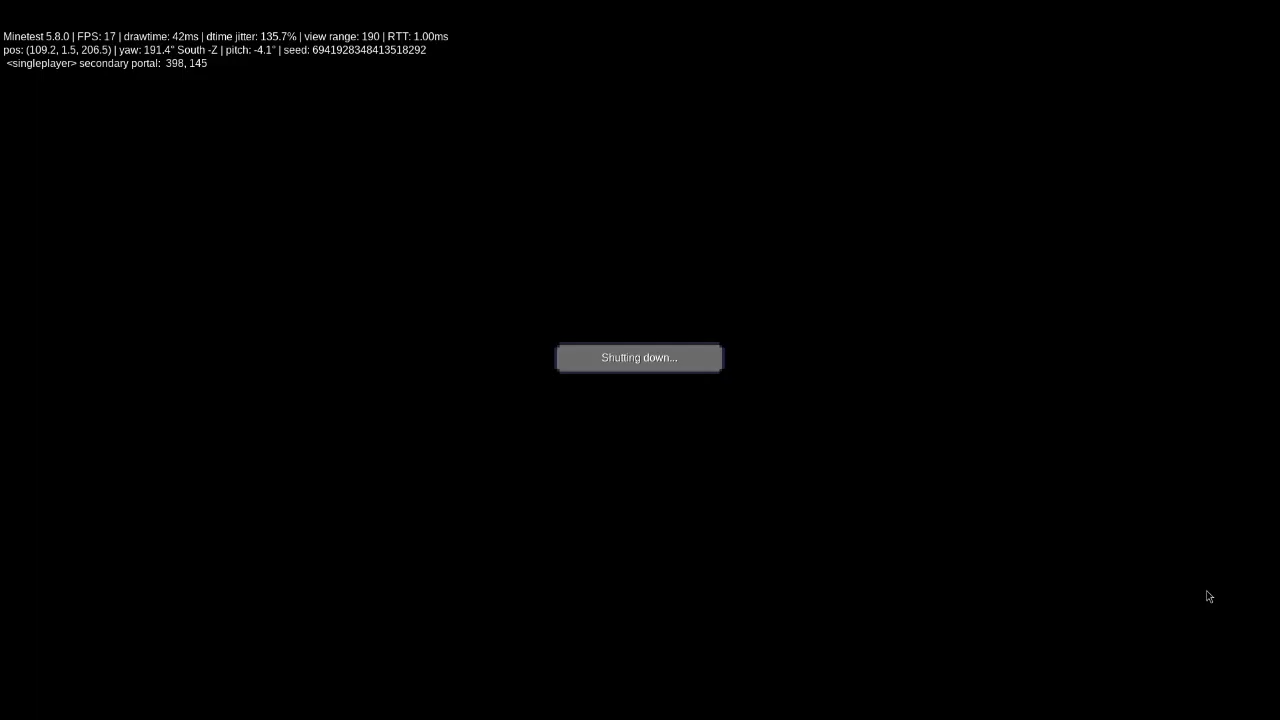 Minetest 5.8.0 | FPS: 17 | drawtime: 42ms | dtime jitter: 135.7% | view range: 190 | RTT: 1.00ms
pos: (109.2, 1.5, 206.5) | yaw: 191.4° South -Z | pitch: -4.1° | seed: 6941928348413518292
<singleplayer> secondary portal:  398, 145
Shutting down...